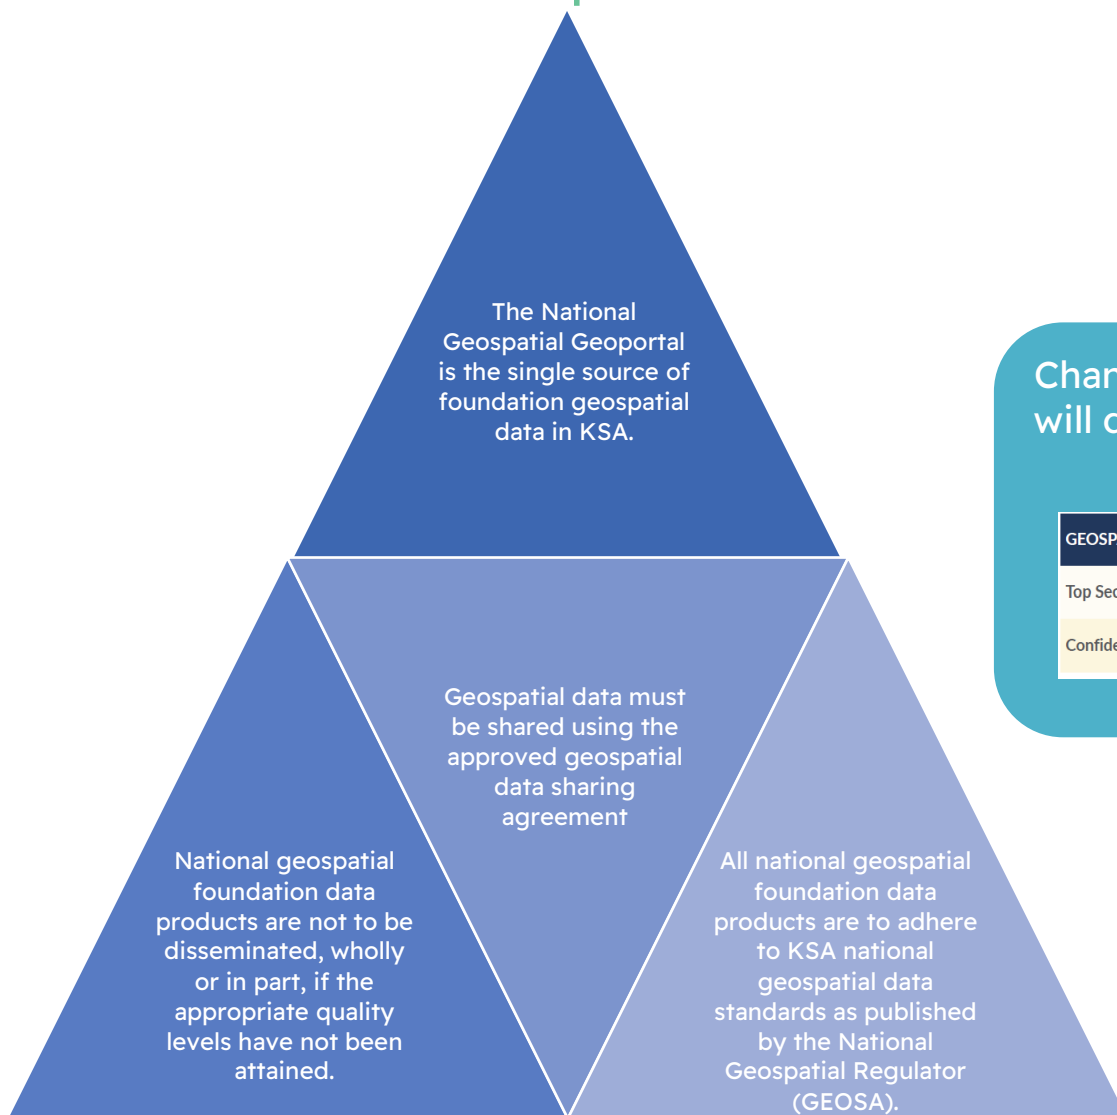 The National
Geospatial Geoportal
is the single source of
foundation geospatial
data in KSA.
Geospatial data must
be shared using the
approved geospatial
data sharing
agreement
National geospatial
foundation data
products are not to be
disseminated, wholly
or in part, if the
appropriate quality
levels have not been
attained.
All national geospatial
foundation data
products are to adhere
to KSA national
geospatial data
standards as published
by the National
Geospatial Regulator
(GEOSA).
will
Top